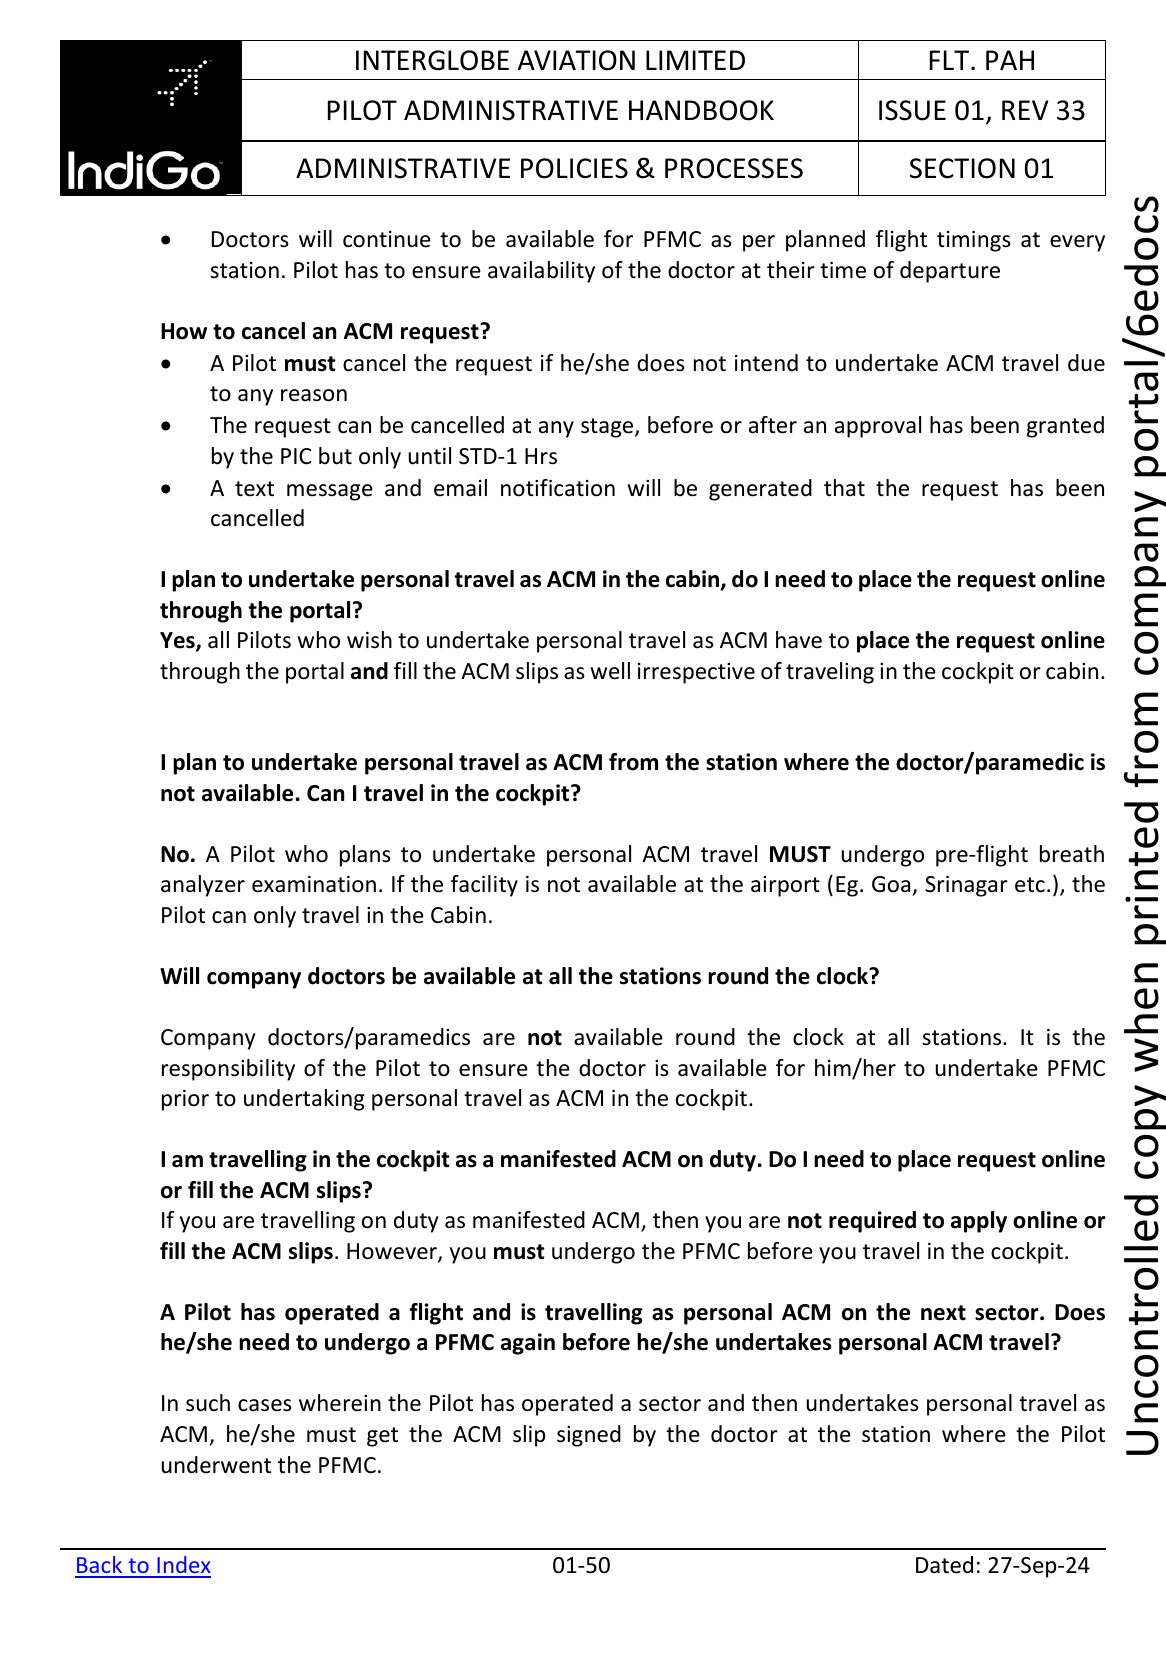 IndiGo
INTERGLOBE AVIATION LIMITED
FLT. PAH
PILOT ADMINISTRATIVE HANDBOOK
ISSUE 01, REV 33
ADMINISTRATIVE POLICIES & PROCESSES
SECTION 01
• Doctors will continue to be available for PFMC as per planned flight timings at every
station. Pilot has to ensure availability of the doctor at their time of departure
How to cancel an ACM request?
• A Pilot must cancel the request if he/she does not intend to undertake ACM travel due
to any reason
• The request can be cancelled at any stage, before or after an approval has been granted
by the PIC but only until STD-1 Hrs
• A text message and email notification will be generated that the request has been
cancelled
I plan to undertake personal travel as ACM in the cabin, do I need to place the request online
through the portal?
Yes, all Pilots who wish to undertake personal travel as ACM have to place the request online
through the portal and fill the ACM slips as well irrespective of traveling in the cockpit or cabin.
I plan to undertake personal travel as ACM from the station where the doctor/paramedic is
not available. Can I travel in the cockpit?
No. A Pilot who plans to undertake personal ACM travel MUST undergo pre-flight breath
analyzer examination. If the facility is not available at the airport (Eg. Goa, Srinagar etc.), the
Pilot can only travel in the Cabin.
Will company doctors be available at all the stations round the clock?
Company doctors/paramedics are not available round the clock at all stations. It is the
responsibility of the Pilot to ensure the doctor is available for him/her to undertake PFMC
prior to undertaking personal travel as ACM in the cockpit.
I am travelling in the cockpit as a manifested ACM on duty. Do I need to place request online
or fill the ACM slips?
If you are travelling on duty as manifested ACM, then you are not required to apply online or
fill the ACM slips. However, you must undergo the PFMC before you travel in the cockpit.
A Pilot has operated a flight and is travelling as personal ACM on the next sector. Does
he/she need to undergo a PFMC again before he/she undertakes personal ACM travel?
In such cases wherein the Pilot has operated a sector and then undertakes personal travel as
ACM, he/she must get the ACM slip signed by the doctor at the station where the Pilot
underwent the PFMC.
Back to Index
01-50
Dated: 27-Sep-24
Uncontrolled copy when printed from company portal/6edocs